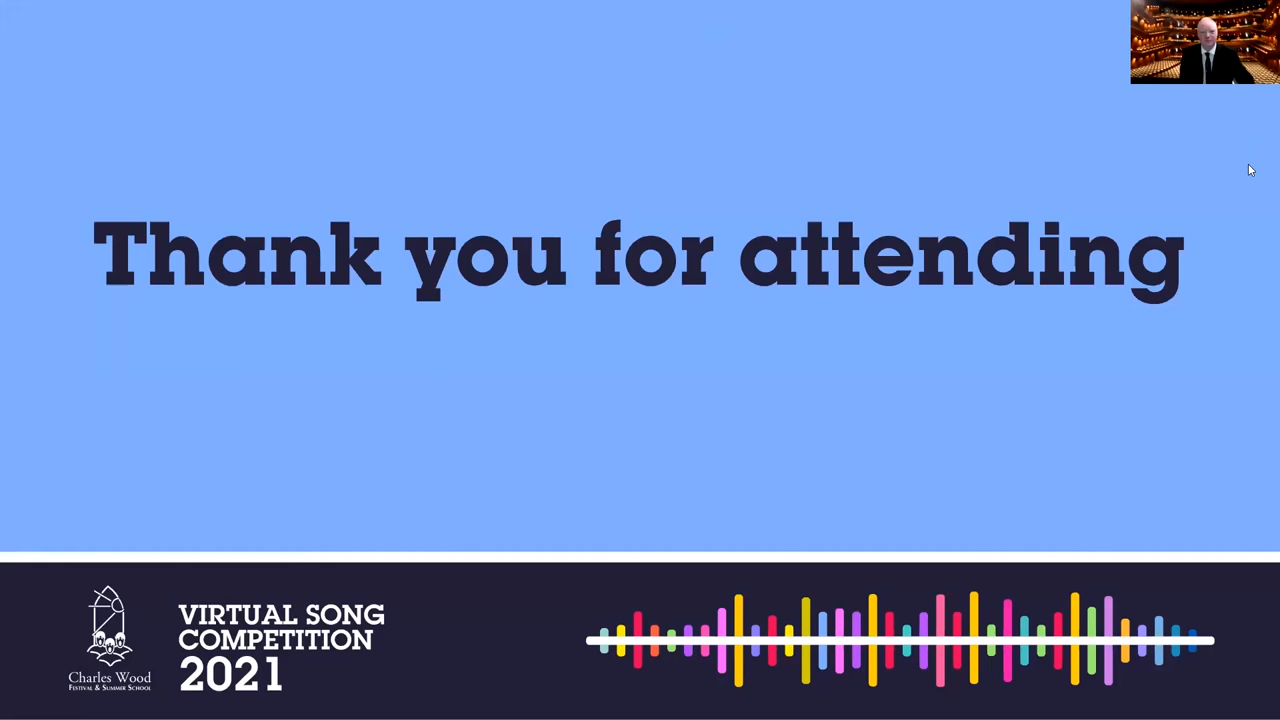 Thank you for attending
VIRTUAL SONG
COMPETITION
2021
Charles Wood
FESTIVAL & SUMMER SCHOOL